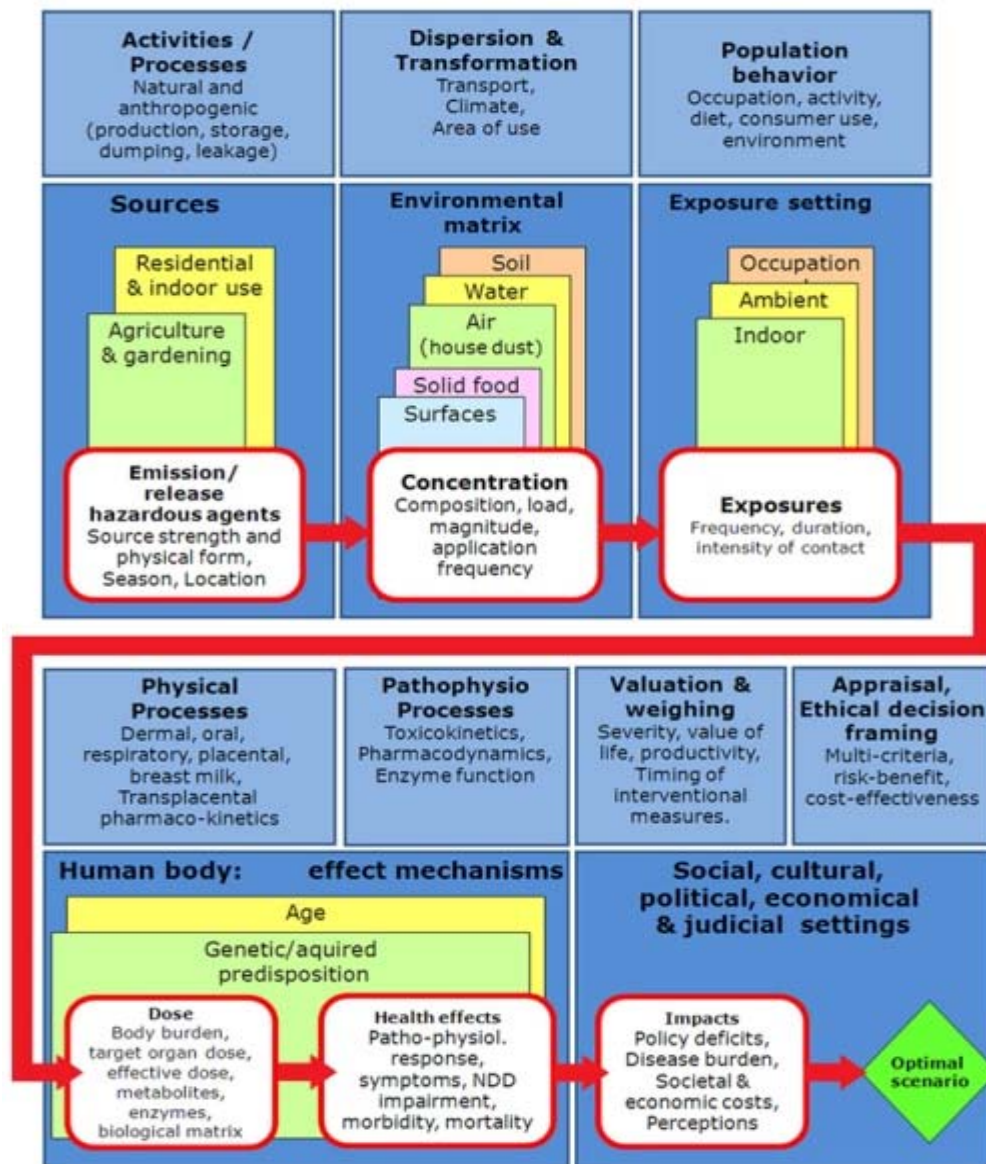 Activities /
Processes
Natural and
anthropogenic
(production, storage,
dumping, leakage)
Dispersion &
Transformation
Transport,
Climate,
Area of use
Population
behavior
Occupation, activity,
diet, consumer use,
environment
Sources
Residential
& indoor use
Agriculture
& gardening
Emission/
release
hazardous agents
Source strength and
physical form,
Season, Location
Environmental
matrix
Soil
Water
Air
(house dust)
Solid food
Surfaces
Concentration
Composition, load,
magnitude,
application
frequency
Exposure setting
Occupation
Ambient
Indoor
Exposures
Frequency, duration,
intensity of contact
Physical
Processes
Dermal, oral,
respiratory, placental,
breast milk,
Transplacental
pharmaco-kinetics
Pathophysio
Processes
Toxicokinetics,
Pharmacodynamics,
Enzyme function
Valuation &
weighing
Severity, value of
life, productivity,
Timing of
interventional
measures.
Appraisal,
Ethical decision
framing
Multi-criteria,
risk-benefit,
cost-effectiveness
Human body: effect mechanisms
Age
Genetic/aquired
predisposition
Dose
Body burden,
target organ dose,
effective dose,
metabolites,
enzymes,
biological matrix
Health effects
Patho-physiol.
response,
symptoms, NDD
impairment,
morbidity, mortality
Social, cultural,
political, economical
& judicial settings
Impacts
Policy deficits,
Disease burden,
Societal &
economic costs,
Perceptions
Optimal
scenario